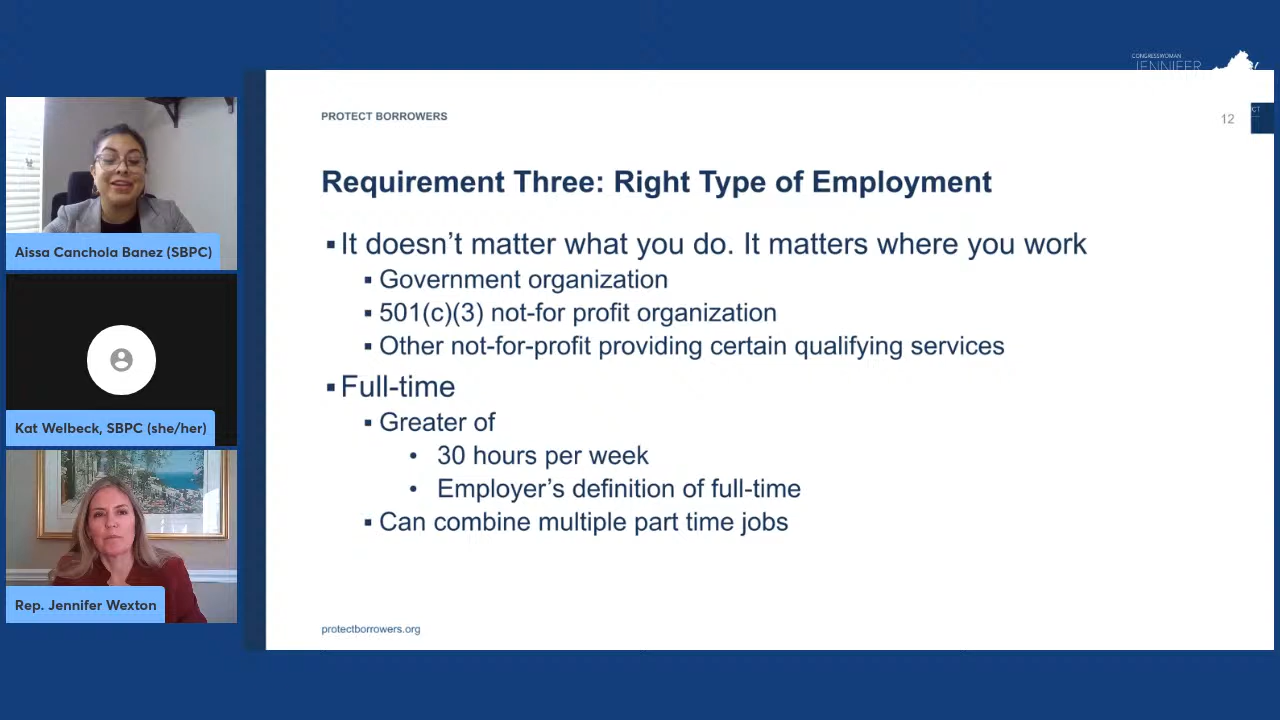 CONGRESSWOMAN
JENNIFER
PROTECT BORROWERS
12
Requirement Three: Right Type of Employment
▪ It doesn’t matter what you do. It matters where you work
▪ Government organization
▪ 501(c)(3) not-for profit organization
▪ Other not-for-profit providing certain qualifying services
▪ Full-time
▪ Greater of
• 30 hours per week
• Employer’s definition of full-time
▪ Can combine multiple part time jobs
protectborrowers.org
Aissa Canchola Banez (SBPC)
Kat Welbeck, SBPC (she/her)
Rep. Jennifer Wexton